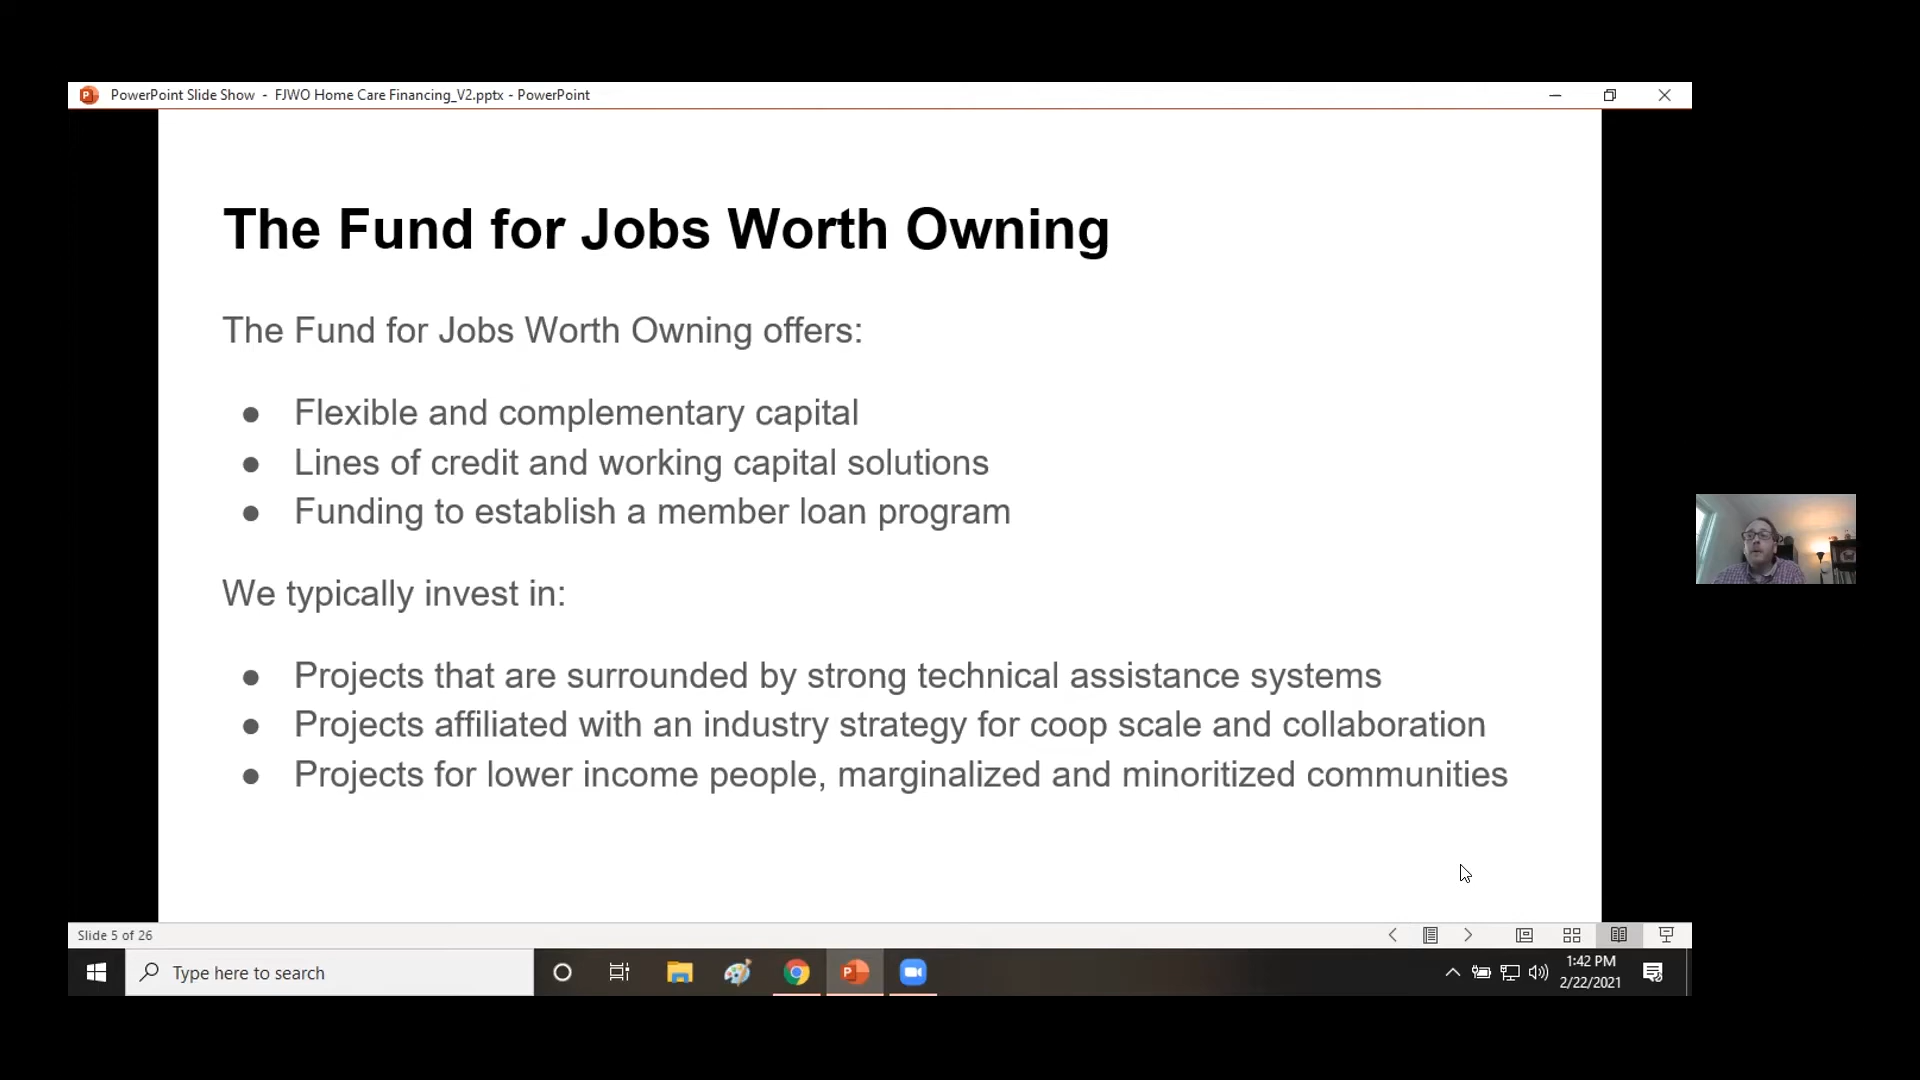 PowerPoint Slide Show - FJWO Home Care Financing_V2.pptx - PowerPoint
The Fund for Jobs Worth Owning
The Fund for Jobs Worth Owning offers:
● Flexible and complementary capital
● Lines of credit and working capital solutions
● Funding to establish a member loan program
We typically invest in:
● Projects that are surrounded by strong technical assistance systems
● Projects affiliated with an industry strategy for coop scale and collaboration
● Projects for lower income people, marginalized and minoritized communities
Slide 5 of 26
Type here to search
1:42 PM
2/22/2021